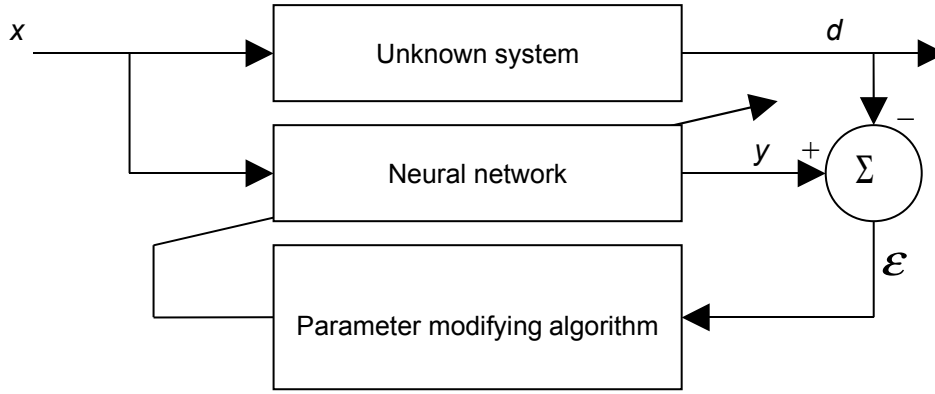 x
Unknown system
d
−
Neural network
y
+
Σ
ε
Parameter modifying algorithm